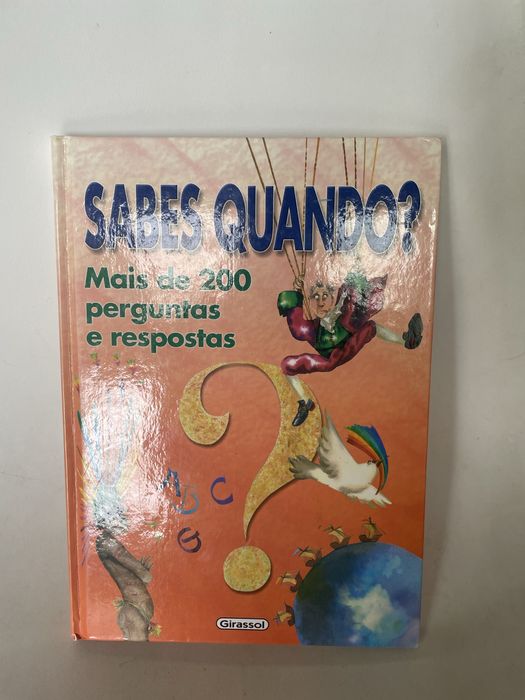 SABES QUANDO?
Mais de 200
perguntas
e respostas
A
B C
G
Girassol